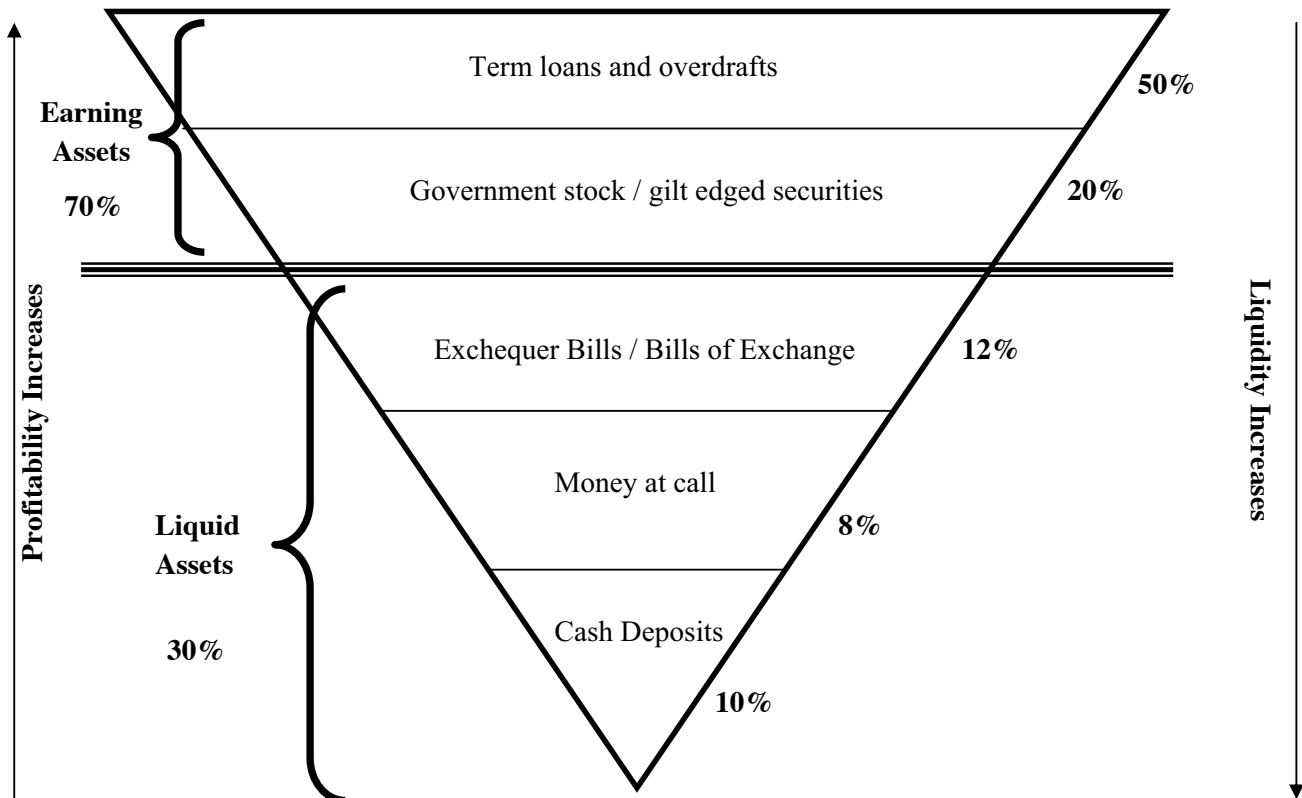 Term loans and overdrafts
50%
Earning
Assets
70%
Government stock / gilt edged securities
20%
Profitability Increases
Liquidity Increases
Exchequer Bills / Bills of Exchange
12%
Money at call
8%
Liquid
Assets
30%
Cash Deposits
10%